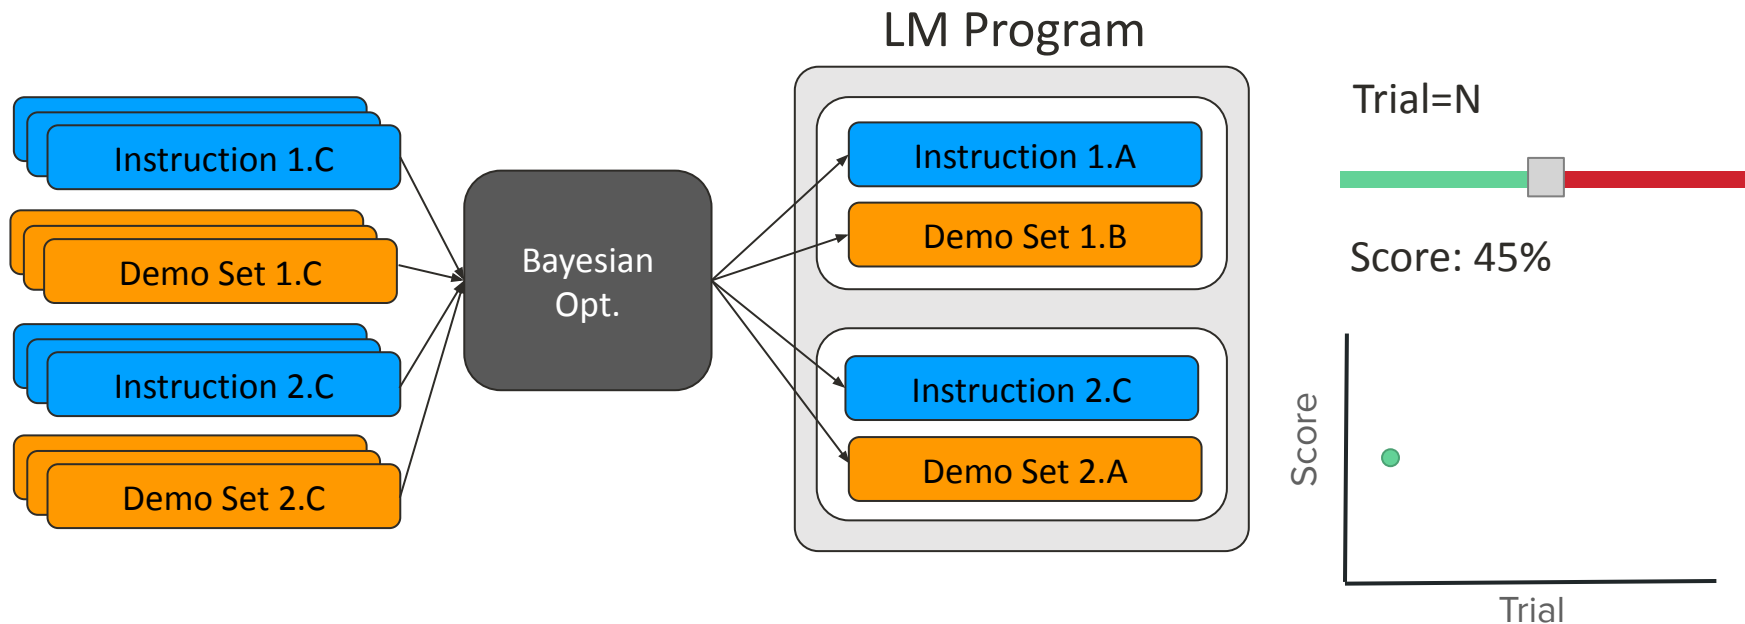 LM Program
Instruction 1.C
Demo Set 1.C
Instruction 2.C
Demo Set 2.C
Bayesian
Opt.
Instruction 1.A
Demo Set 1.B
Instruction 2.C
Demo Set 2.A
Trial=N
Score: 45%
Score
Trial